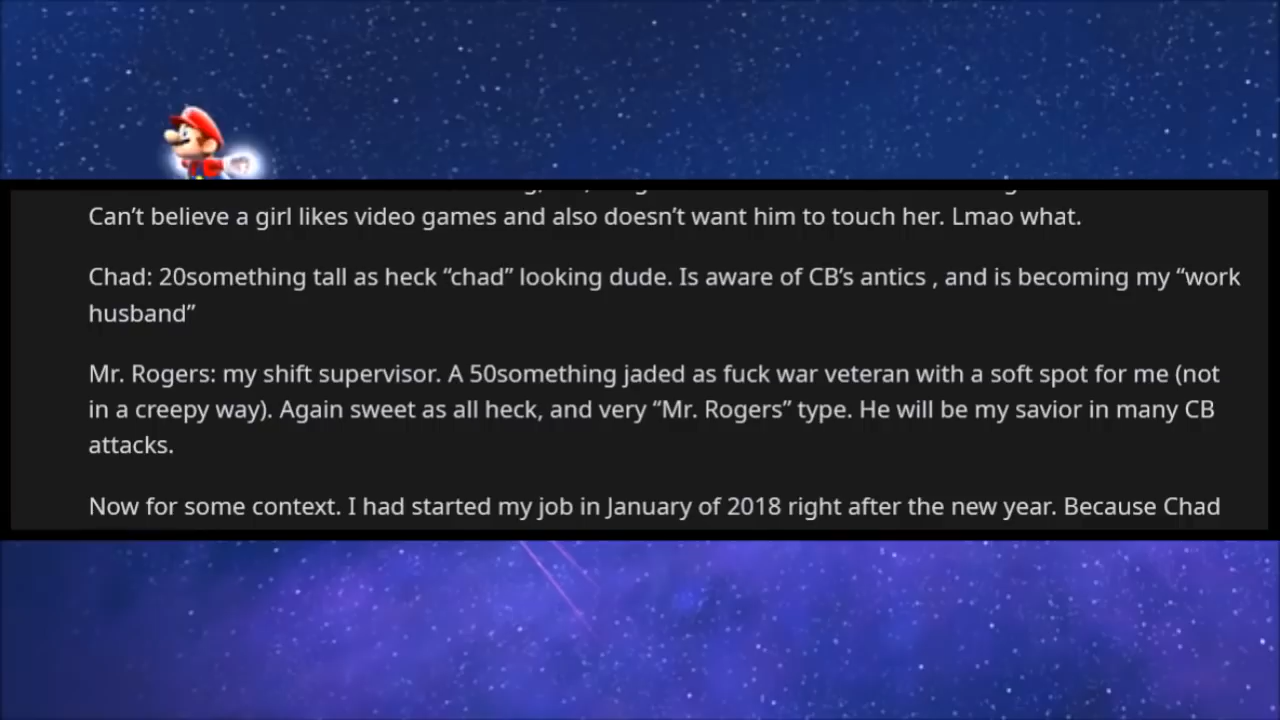 Can’t believe a girl likes video games and also doesn’t want him to touch her. Lmao what.
Chad: 20something tall as heck “chad” looking dude. Is aware of CB’s antics , and is becoming my “work
husband”
Mr. Rogers: my shift supervisor. A 50something jaded as fuck war veteran with a soft spot for me (not
in a creepy way). Again sweet as all heck, and very “Mr. Rogers” type. He will be my savior in many CB
attacks.
Now for some context. I had started my job in January of 2018 right after the new year. Because Chad